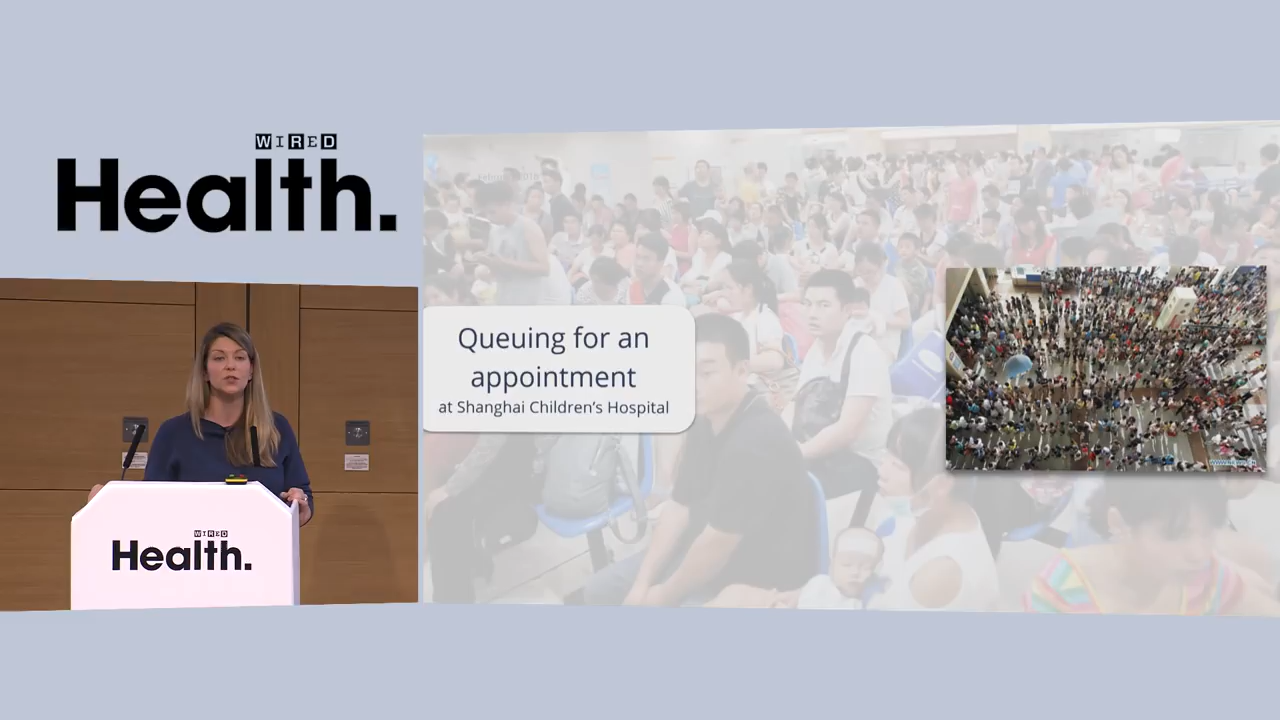 WIRED
Health.
Queuing for an
appointment
at Shanghai Children's Hospital
WIRED
Health.